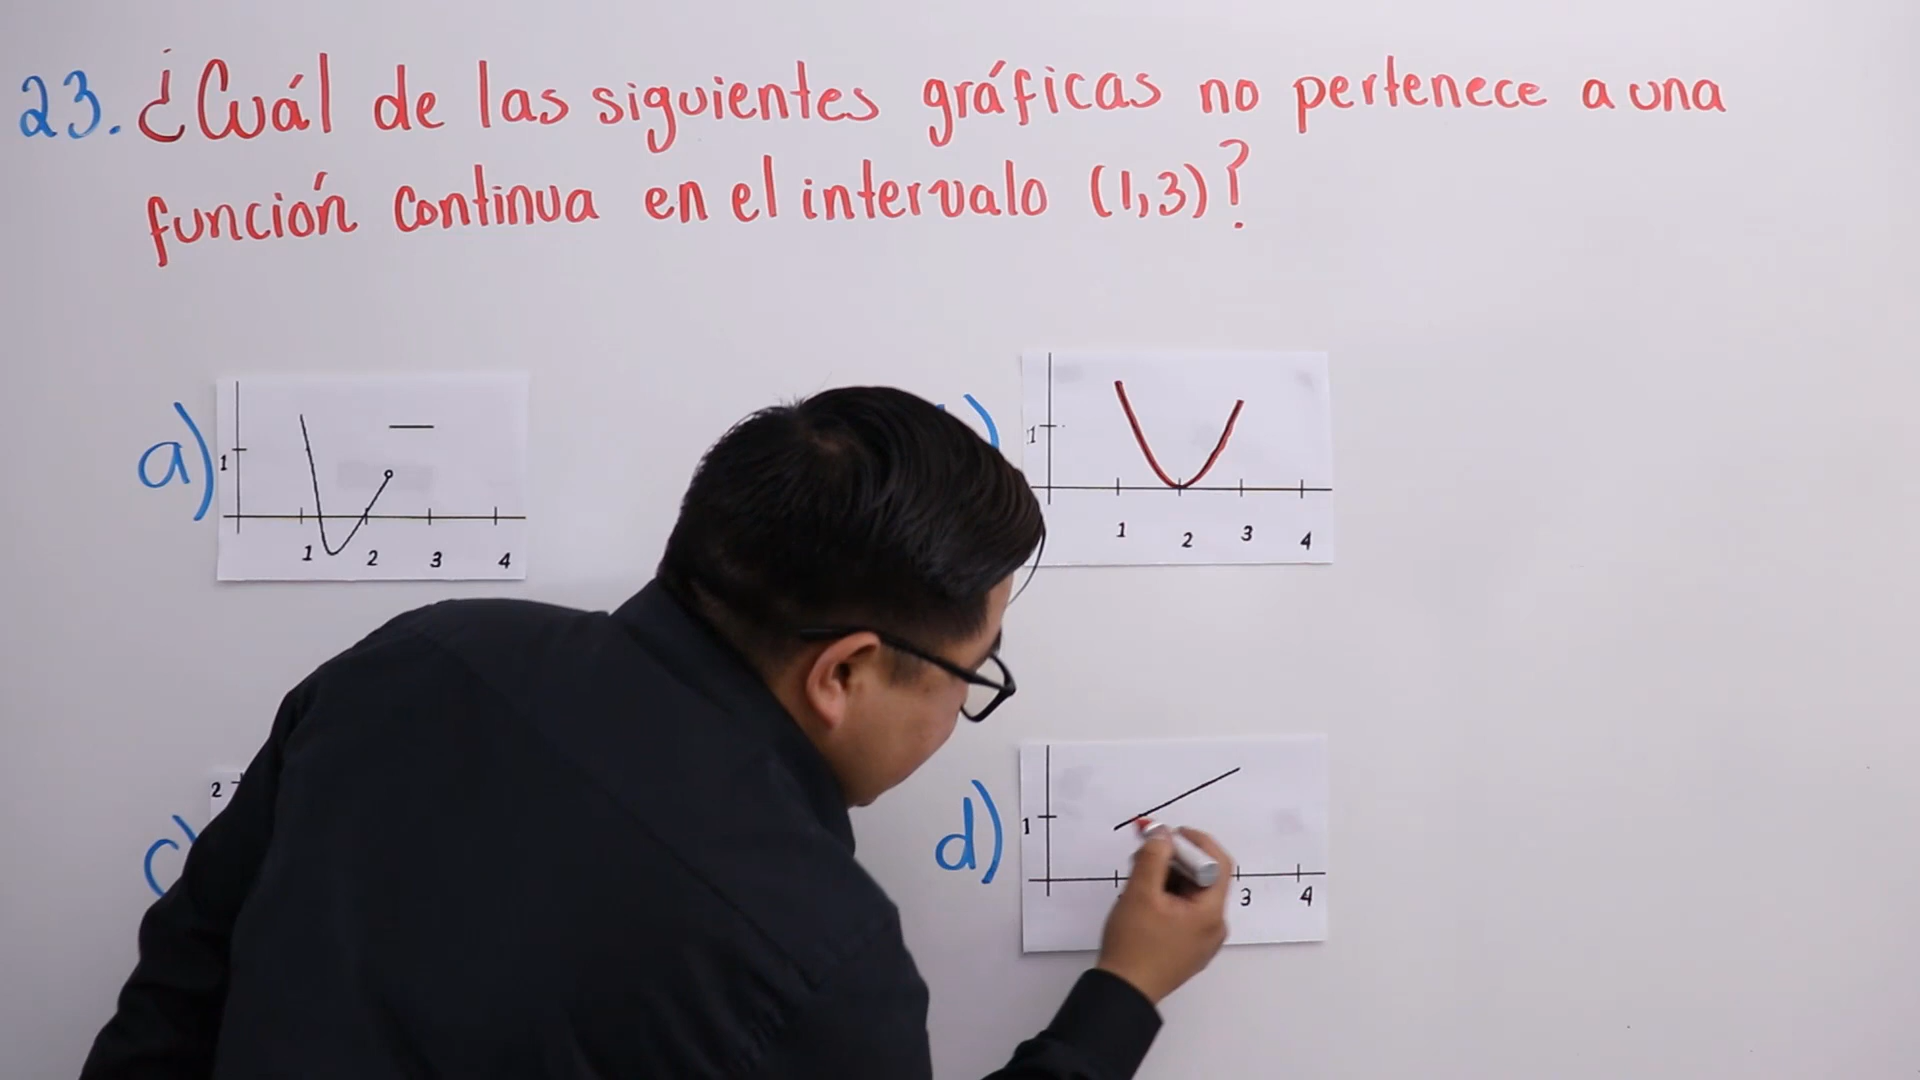 23. ¿Cuál de las siguientes gráficas no pertenece a una
función continua en el intervalo (1,3)?
a)
1
1 2 3 4
1
1 2 3 4
c)
2
d)
1
3 4